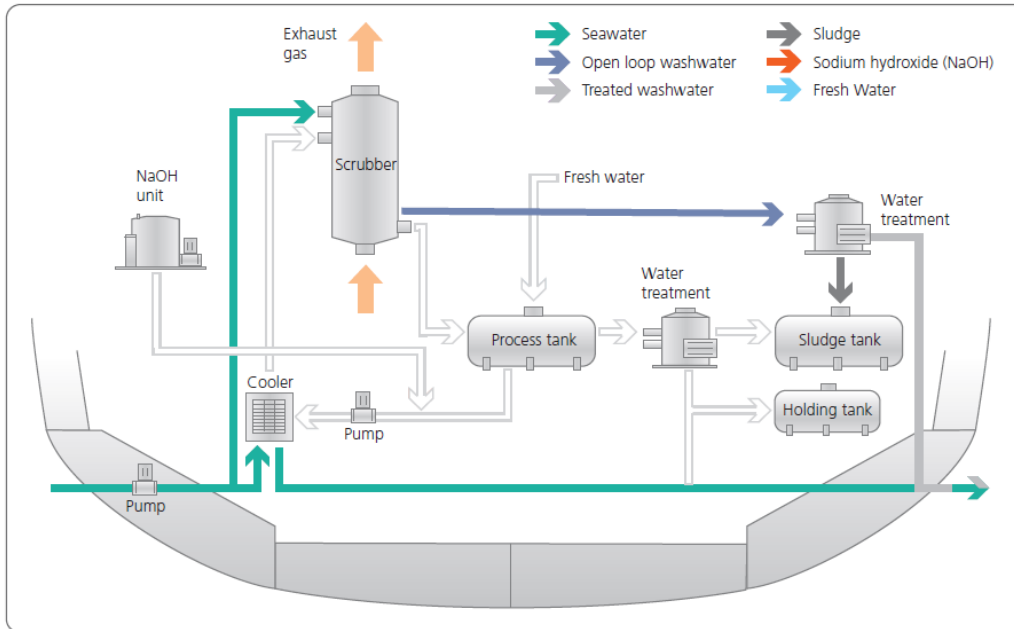 Exhaust
gas
Seawater
Open loop washwater
Treated washwater
Sludge
Sodium hydroxide (NaOH)
Fresh Water
Scrubber
NaOH
unit
Fresh water
Water
treatment
Water
treatment
Process tank
Sludge tank
Cooler
Pump
Holding tank
Pump